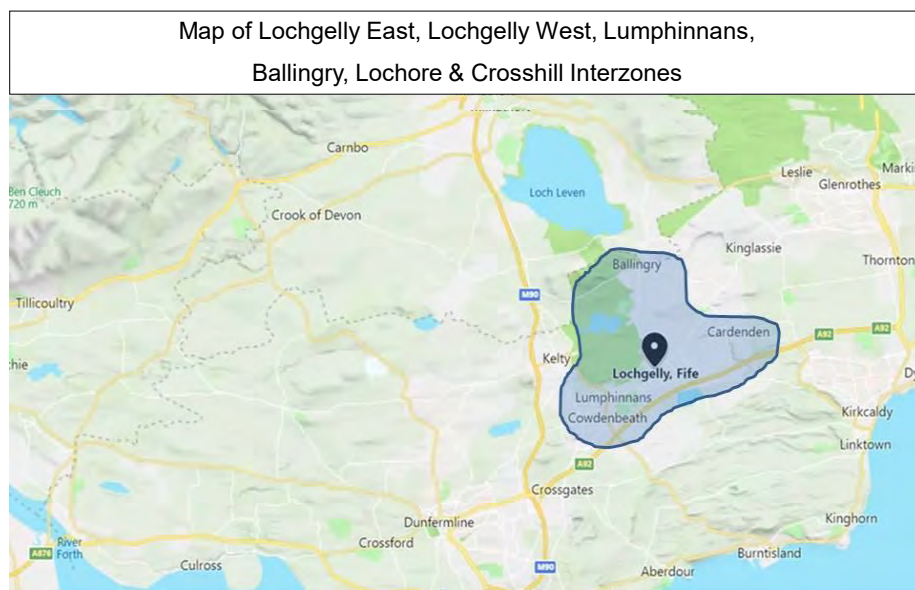 Map of Lochgelly East, Lochgelly West, Lumphinnans,
Ballingry, Lochore & Crosshill Interzones
Carnbo
Leslie
Glenrothes
Ben Cleuch
720 m
Loch Leven
Crook of Devon
Kinglassie
Thornton
Ballingry
Tillicoultry
M90
Cardenden
A92
A92
Kelty
Lochgelly, Fife
Lumphinnans
Cowdenbeath
Kirkcaldy
Linktown
A92
Crossgates
Dunfermline
Crossford
Kinghorn
River
Forth
A876
Culross
M90
Burntisland
Aberdour